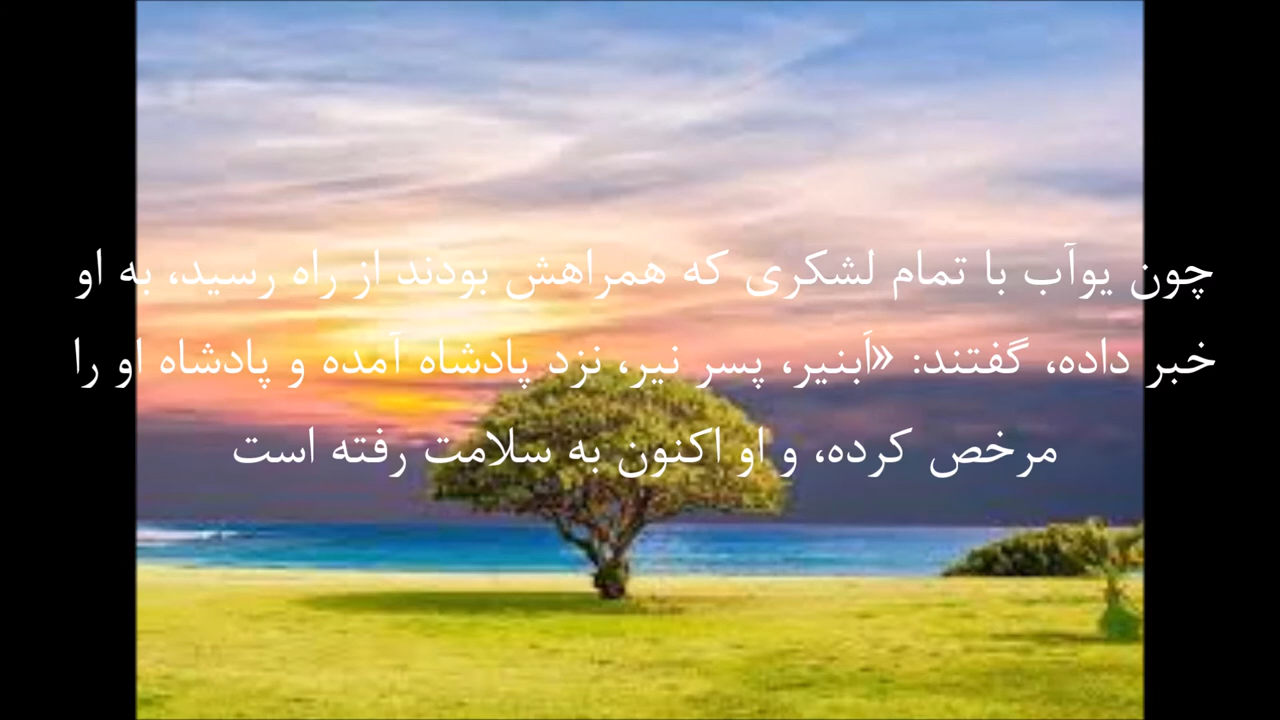 چون یوآب با تمام لشکری که همراهش بودند از راه رسید، به او
خبر داده، گفتند: «اَبنیر، پسر نیر، نزد پادشاه آمده و پادشاه او را
مرخص کرده، و او اکنون به سلامت رفته است